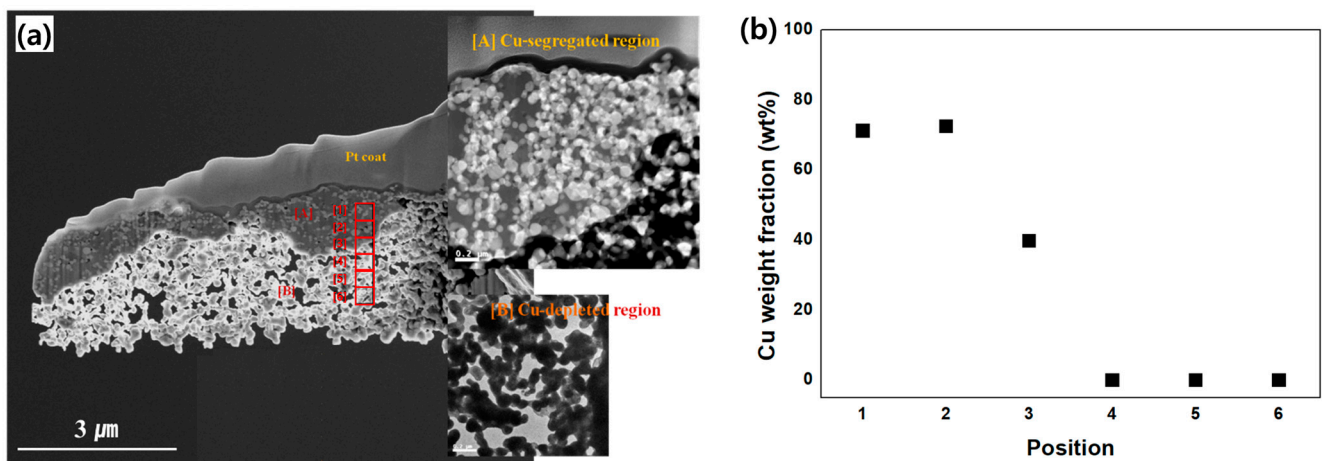 (a)
[A] Cu-segregated region
Pt coat
[A]
[1]
[2]
[3]
[4]
[5]
[6]
[B]
0.2 μm
[B] Cu-depleted region
3 ㎛
(b)
Cu weight fraction (wt%)
100
80
60
40
20
0
1 2 3 4 5 6
Position